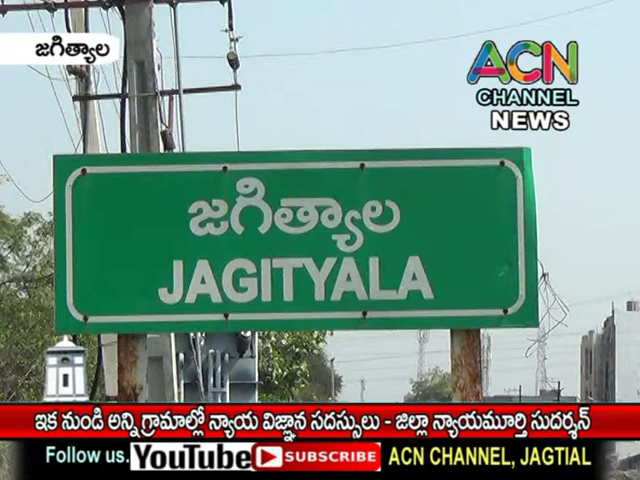 జగిత్యాల
ACN
CHANNEL
NEWS
జగిత్యాల
JAGITYALA
ఇక నుండి అన్ని గ్రామాల్లో న్యాయ విజ్ఞాన సదస్సులు - జిల్లా న్యాయమూర్తి సుదర్శన్
Follow us. YouTube SUBSCRIBE ACN CHANNEL, JAGTIAL